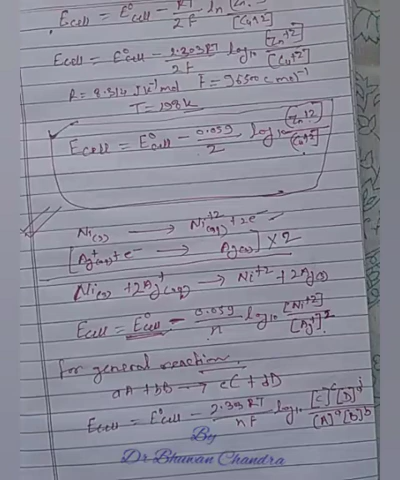 Ecell = E°cell − RT/2F ln [Zn+2]/[Cu+2]
Ecell = E°cell − 2.303RT/2F log10 [Zn+2]/[Cu+2]
R = 8.314 JK⁻¹mol F = 96500 C mol⁻¹
T = 298K
Ecell = E°cell − 0.059/2 log10 [Zn+2]/[Cu+2]
Ni(s) → Ni+2(aq) + 2e⁻
[Ag+(aq) + e⁻ → Ag(s)] × 2
Ni(s) + 2Ag+(aq) → Ni+2 + 2Ag(s)
Ecell = E°cell − 0.059/n log10 [Ni+2]/[Ag+]²
For general reaction,
aA + bB → cC + dD
Ecell = E°cell − 2.39 RT/nF log10 [C]^c [D]^d/[A]^a [B]^b
By
Dr Bhawan Chandra